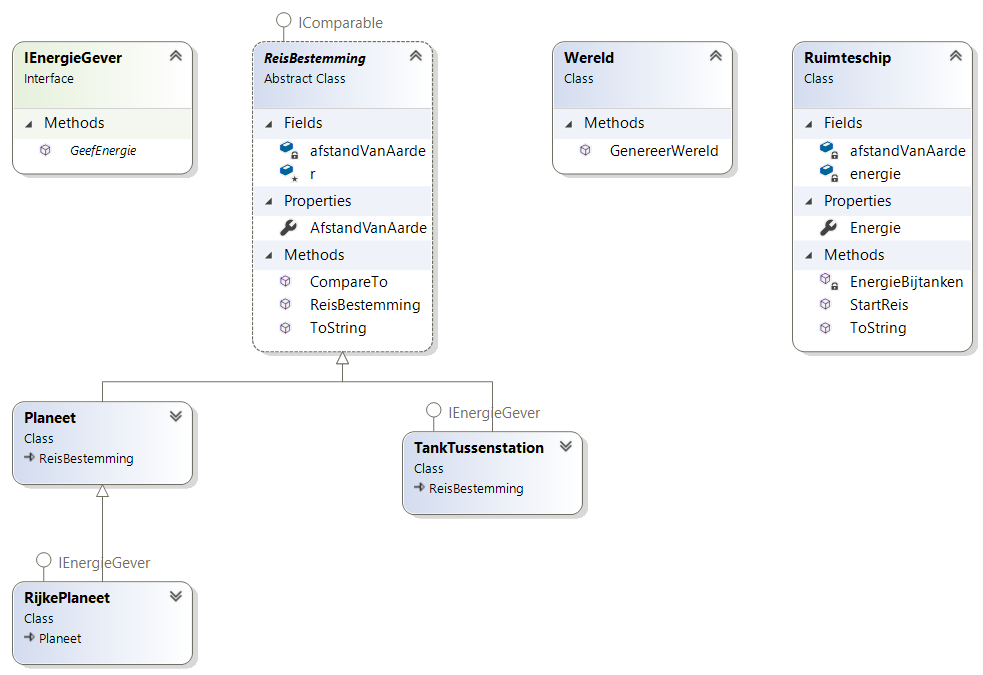 IEnergieGever
Interface
Methods
GeefEnergie
IComparable
ReisBestemming
Abstract Class
Fields
afstandVanAarde
r
Properties
AfstandVanAarde
Methods
CompareTo
ReisBestemming
ToString
Wereld
Class
Methods
GenereerWereld
Ruimteschip
Class
Fields
afstandVanAarde
energie
Properties
Energie
Methods
EnergieBijtanken
StartReis
ToString
Planeet
Class
ReisBestemming
IEnergieGever
TankTussenstation
Class
ReisBestemming
IEnergieGever
RijkePlaneet
Class
Planeet